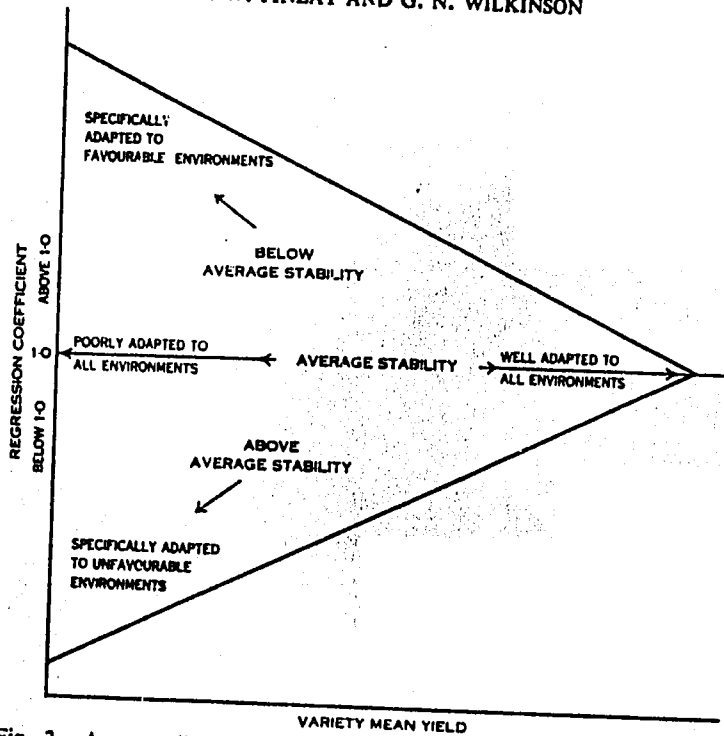 FINLAY AND G. N. WILKINSON
SPECIFICALLY
ADAPTED TO
FAVOURABLE ENVIRONMENTS
BELOW
AVERAGE STABILITY
REGRESSION COEFFICIENT
ABOVE 1·0
1·0
BELOW 1·0
POORLY ADAPTED TO
ALL ENVIRONMENTS
AVERAGE STABILITY
WELL ADAPTED TO
ALL ENVIRONMENTS
ABOVE
AVERAGE STABILITY
SPECIFICALLY ADAPTED
TO UNFAVOURABLE
ENVIRONMENTS
VARIETY MEAN YIELD
Fig.